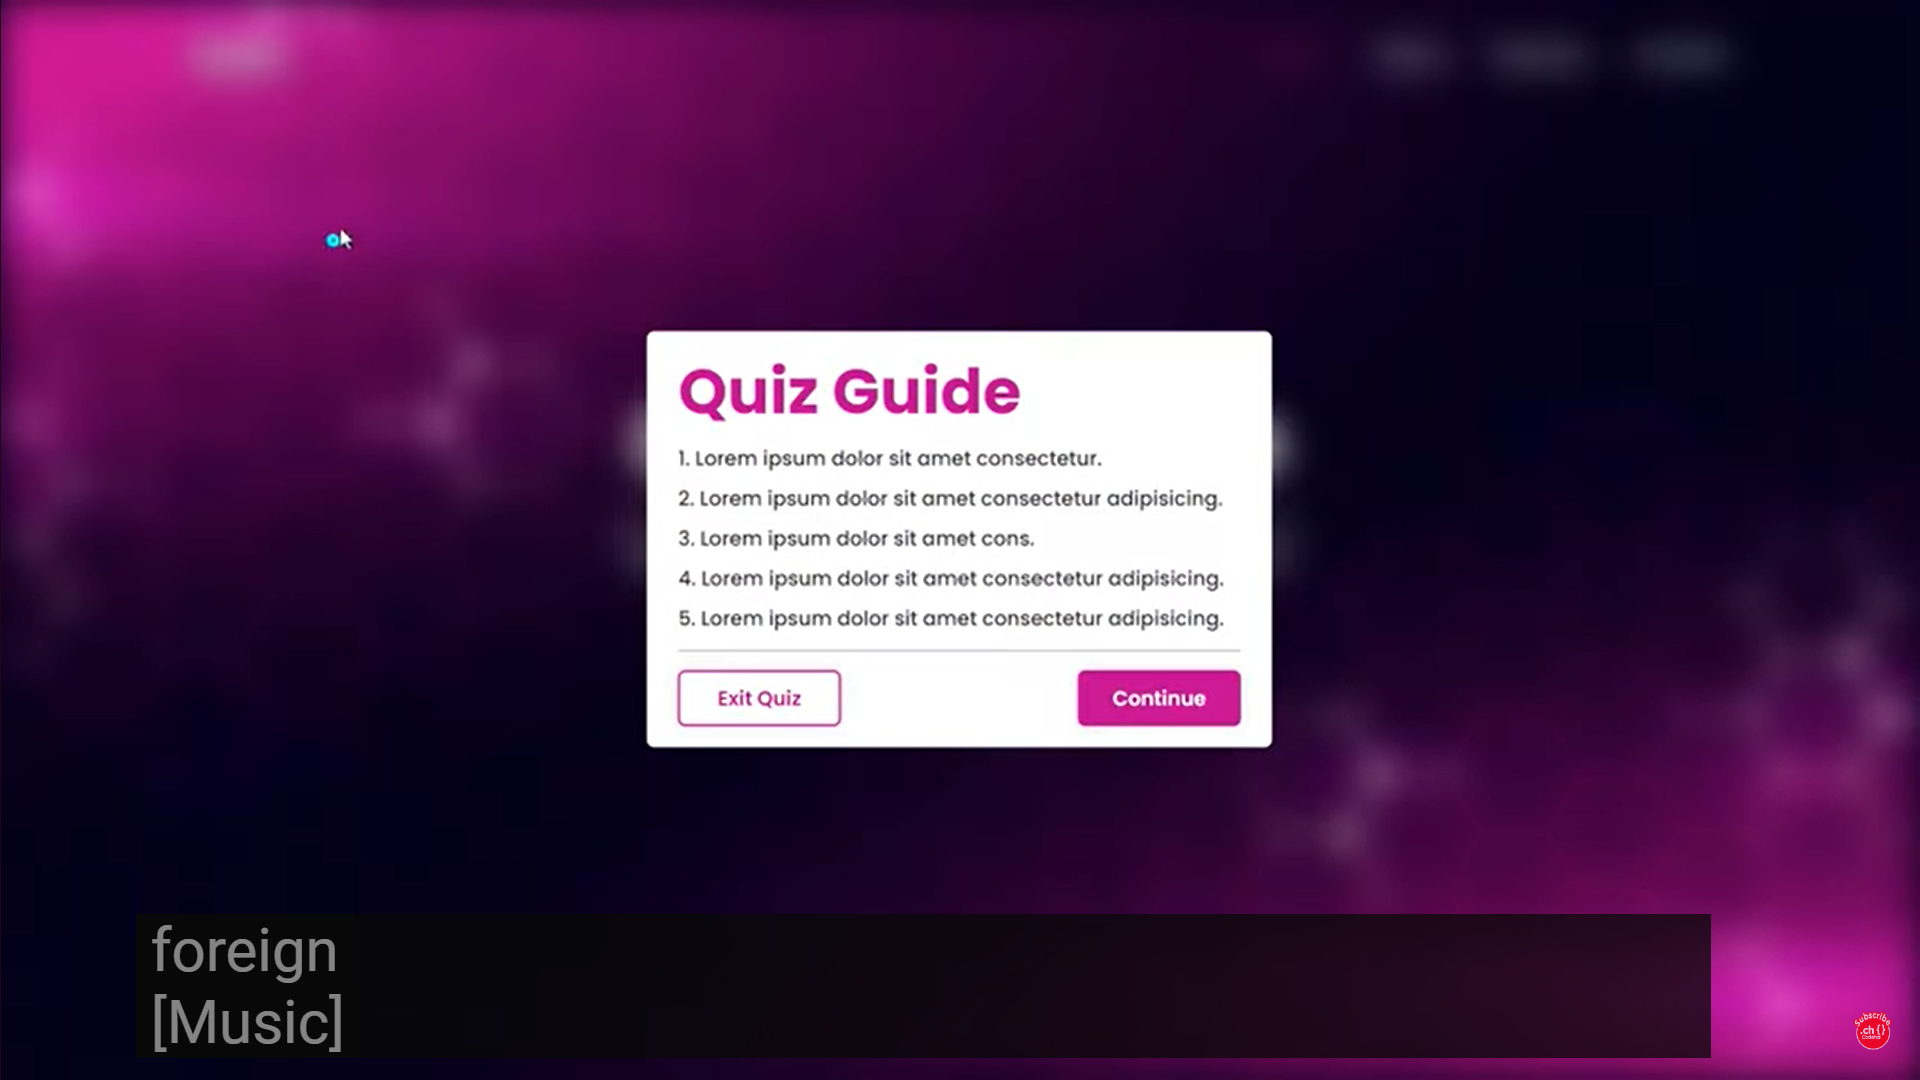 Quiz Guide
1. Lorem ipsum dolor sit amet consectetur.
2. Lorem ipsum dolor sit amet consectetur adipisicing.
3. Lorem ipsum dolor sit amet cons.
4. Lorem ipsum dolor sit amet consectetur adipisicing.
5. Lorem ipsum dolor sit amet consectetur adipisicing.
Exit Quiz
Continue
foreign
[Music]
Subscribe
.ch {}